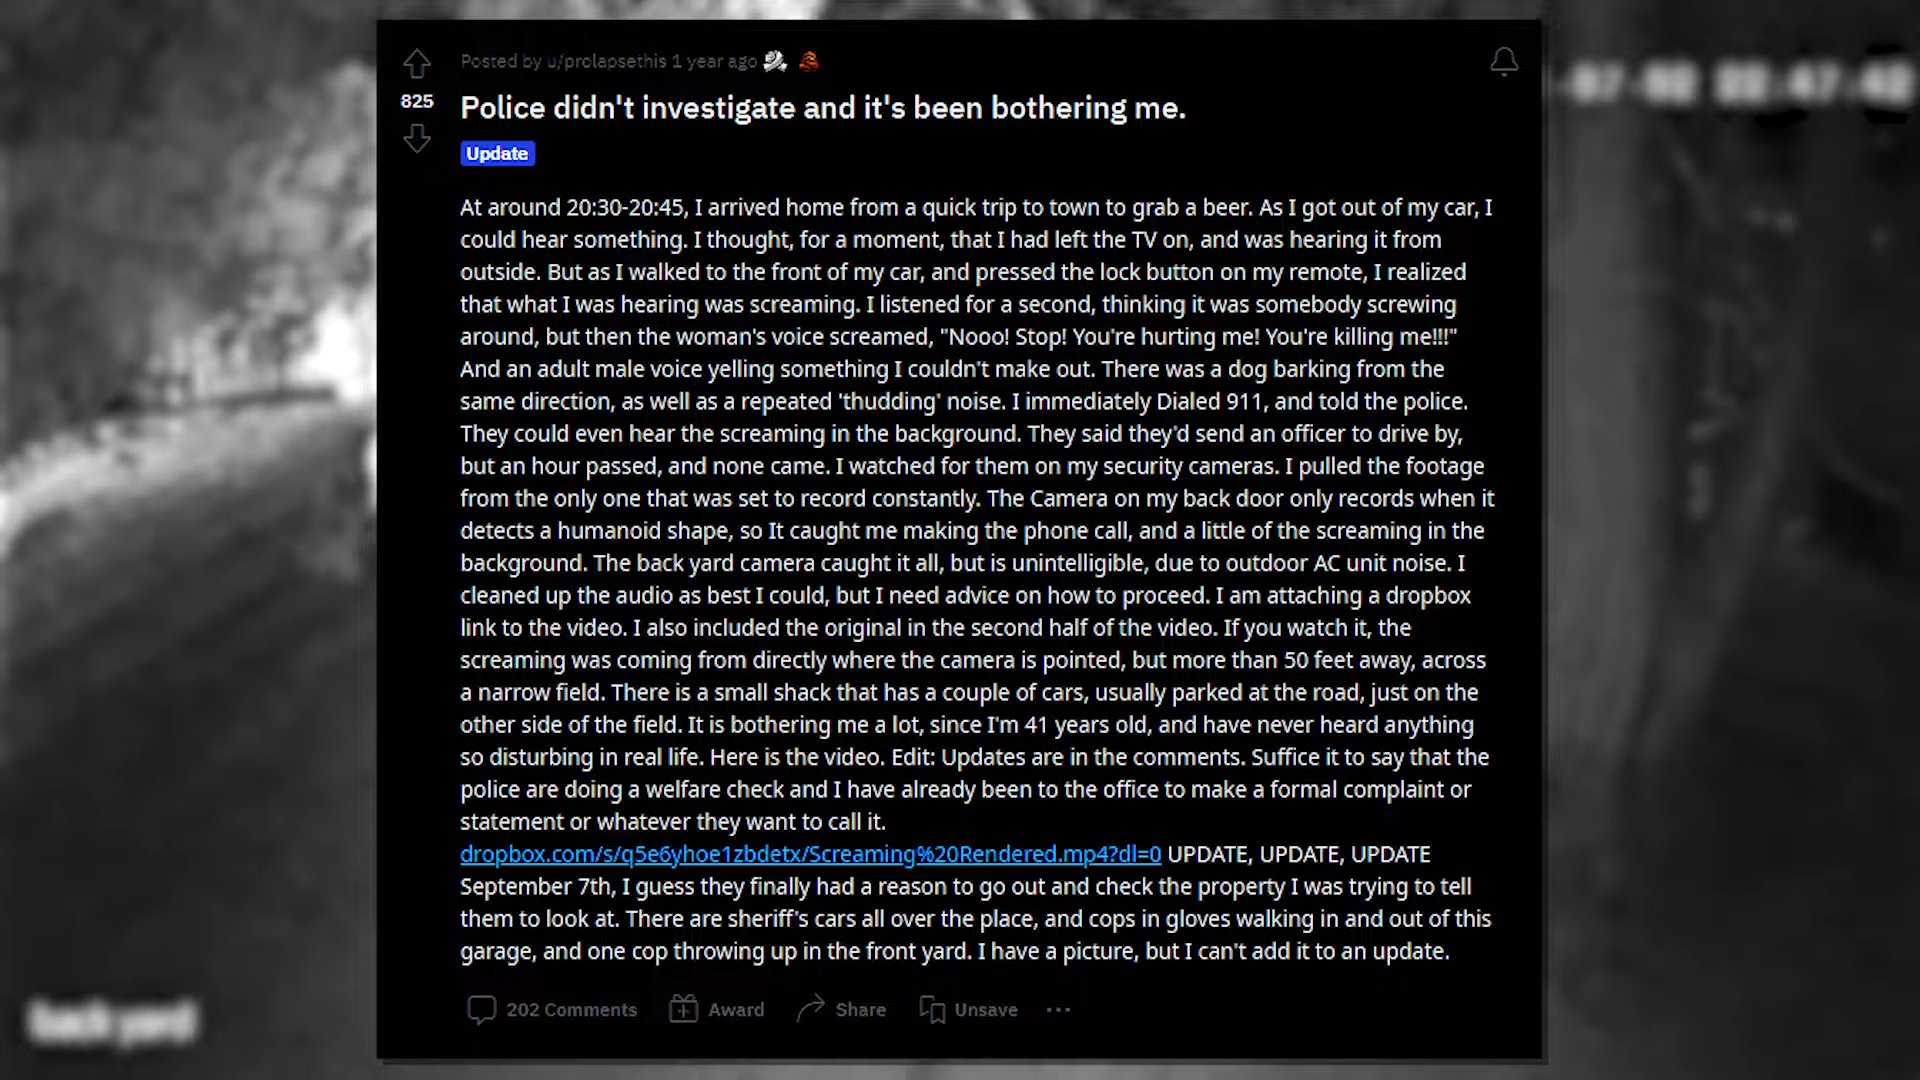 Posted by u/prolapsethis 1 year ago
825
Police didn't investigate and it's been bothering me.
Update
At around 20:30-20:45, I arrived home from a quick trip to town to grab a beer. As I got out of my car, I
could hear something. I thought, for a moment, that I had left the TV on, and was hearing it from
outside. But as I walked to the front of my car, and pressed the lock button on my remote, I realized
that what I was hearing was screaming. I listened for a second, thinking it was somebody screwing
around, but then the woman's voice screamed, "Nooo! Stop! You're hurting me! You're killing me!!!"
And an adult male voice yelling something I couldn't make out. There was a dog barking from the
same direction, as well as a repeated 'thudding' noise. I immediately Dialed 911, and told the police.
They could even hear the screaming in the background. They said they'd send an officer to drive by,
but an hour passed, and none came. I watched for them on my security cameras. I pulled the footage
from the only one that was set to record constantly. The Camera on my back door only records when it
detects a humanoid shape, so It caught me making the phone call, and a little of the screaming in the
background. The back yard camera caught it all, but is unintelligible, due to outdoor AC unit noise. I
cleaned up the audio as best I could, but I need advice on how to proceed. I am attaching a dropbox
link to the video. I also included the original in the second half of the video. If you watch it, the
screaming was coming from directly where the camera is pointed, but more than 50 feet away, across
a narrow field. There is a small shack that has a couple of cars, usually parked at the road, just on the
other side of the field. It is bothering me a lot, since I'm 41 years old, and have never heard anything
so disturbing in real life. Here is the video. Edit: Updates are in the comments. Suffice it to say that the
police are doing a welfare check and I have already been to the office to make a formal complaint or
statement or whatever they want to call it.
dropbox.com/s/q5e6yhoe1zbdetx/Screaming%20Rendered.mp4?dl=0 UPDATE, UPDATE, UPDATE
September 7th, I guess they finally had a reason to go out and check the property I was trying to tell
them to look at. There are sheriff's cars all over the place, and cops in gloves walking in and out of this
garage, and one cop throwing up in the front yard. I have a picture, but I can't add it to an update.
202 Comments Award Share Unsave
back yard